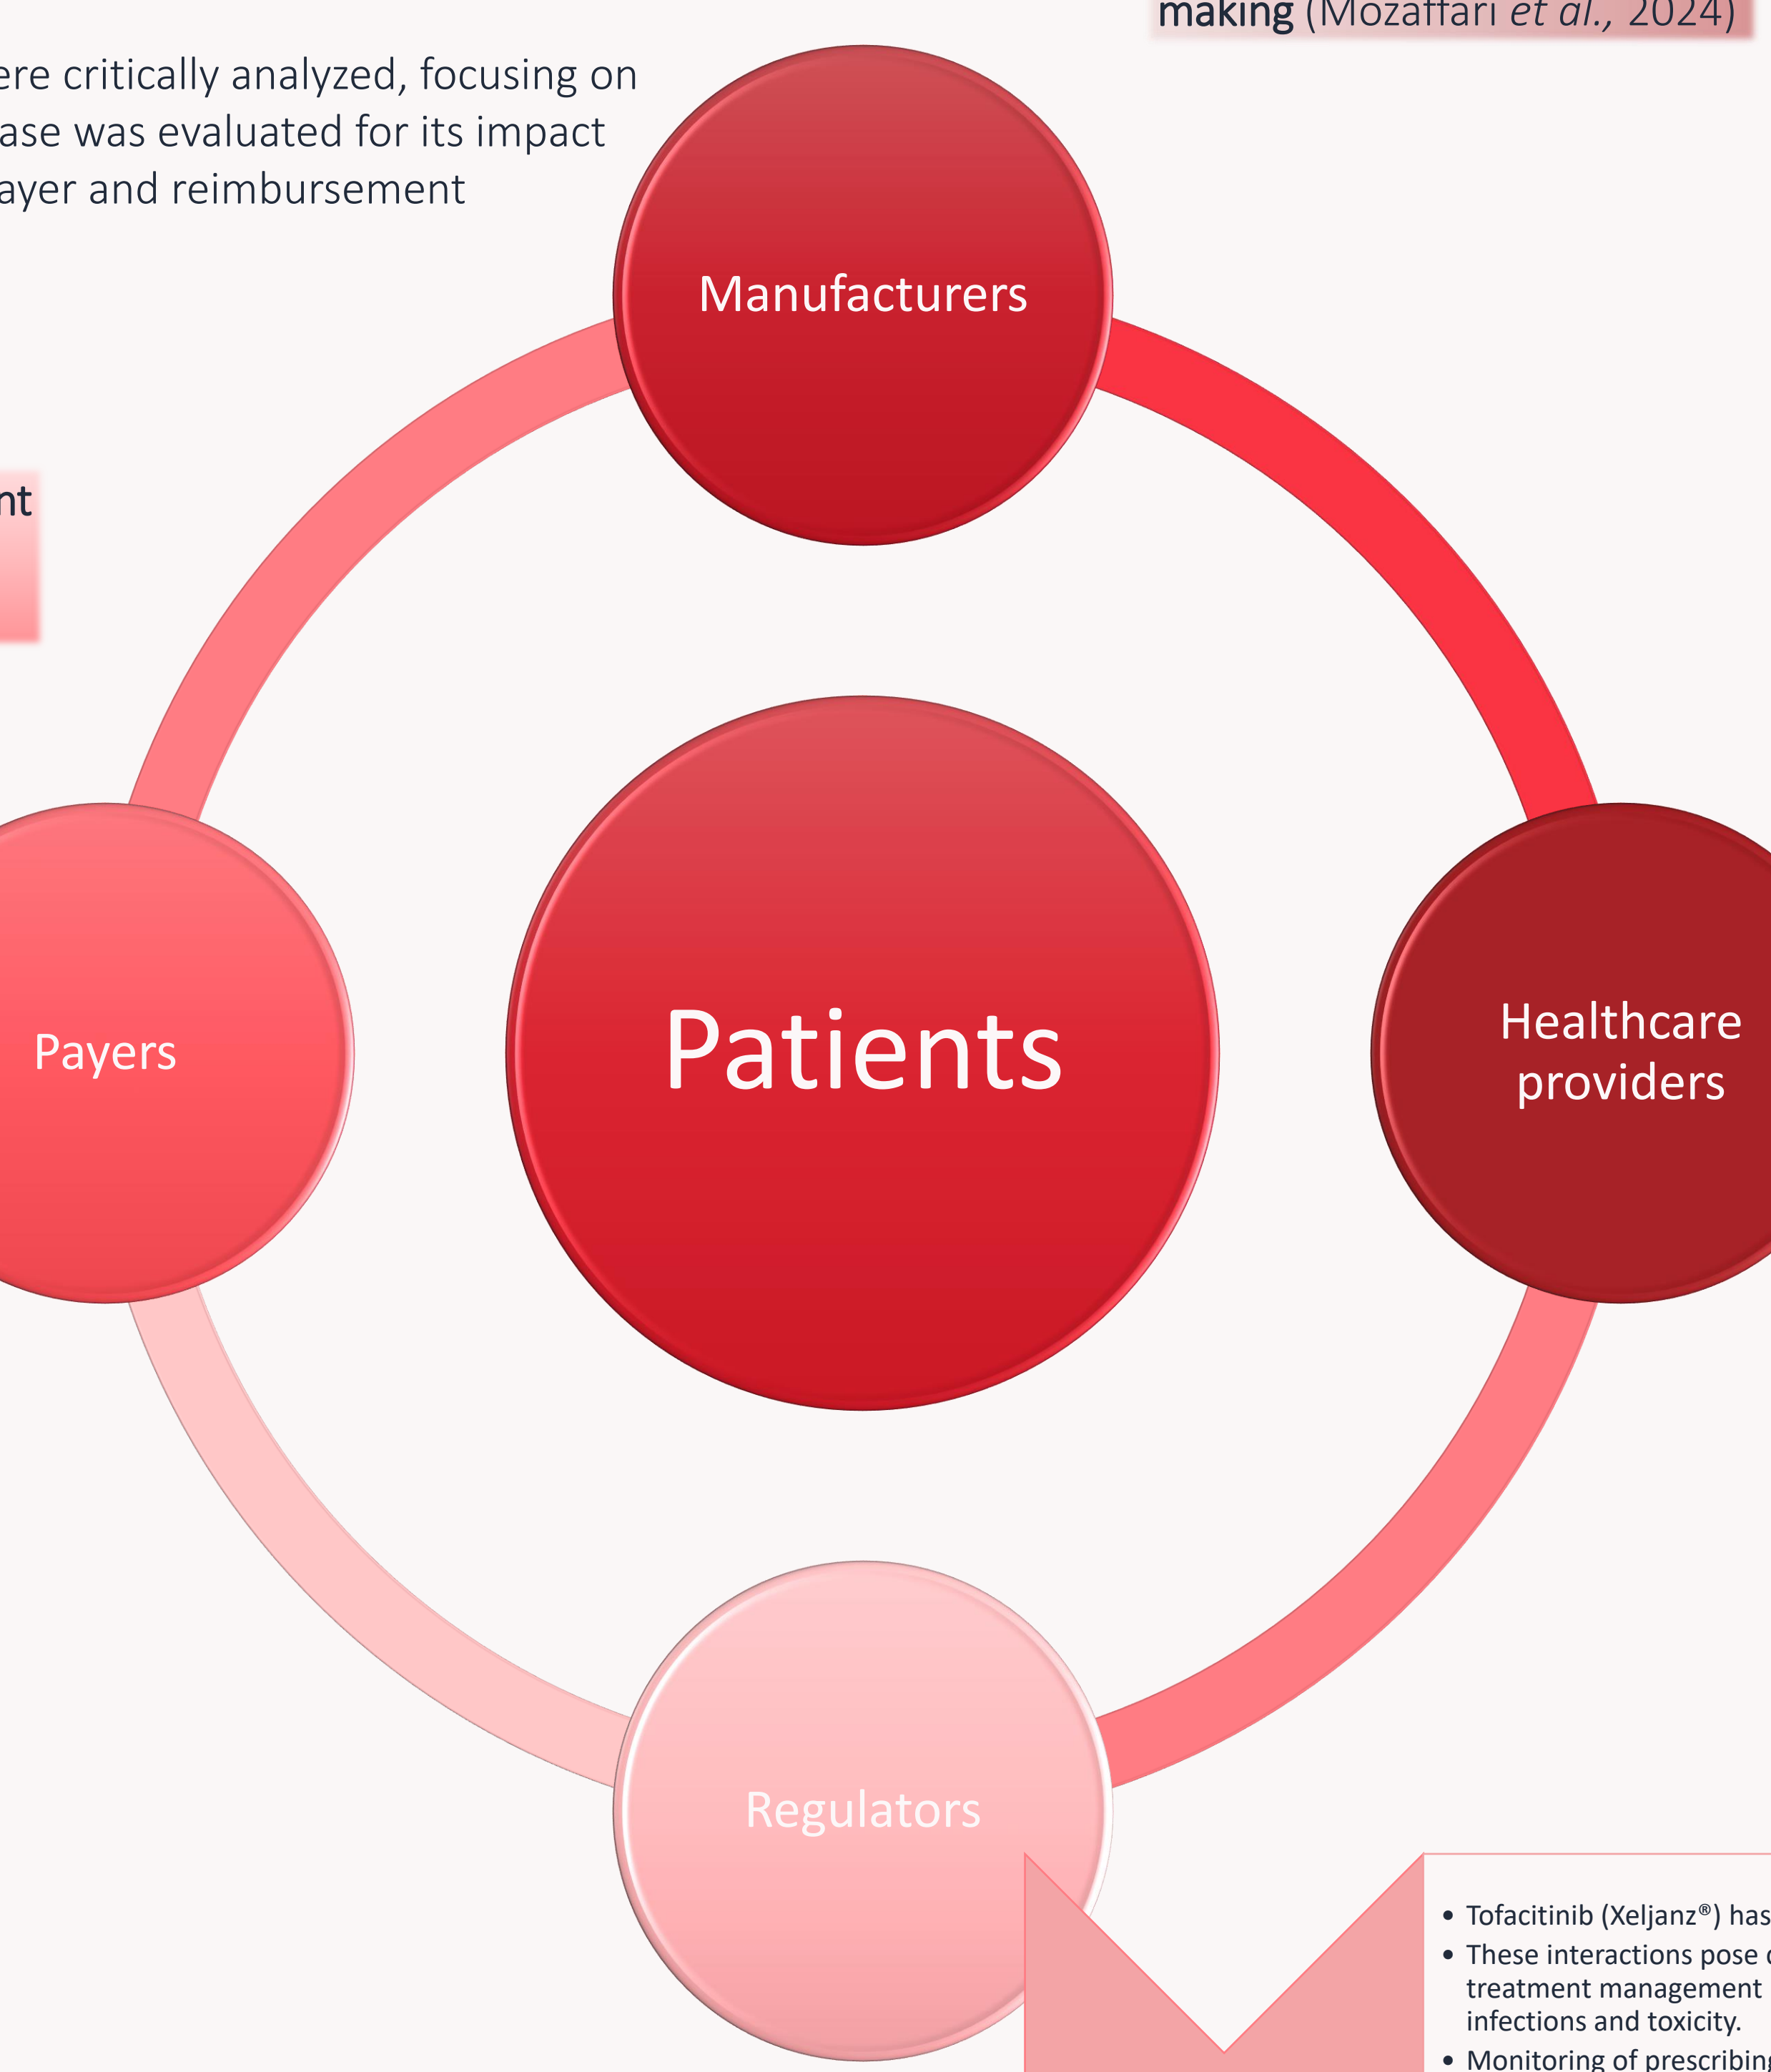 making (Mozaffari et al., 2024)
ere critically analyzed, focusing on
ase was evaluated for its impact
ayer and reimbursement
Manufacturers
nt
Patients
Payers
Healthcare
providers
Regulators
• Tofacitinib (Xeljanz®) has
• These interactions pose
treatment management
infections and toxicity.
• Monitoring of prescribing